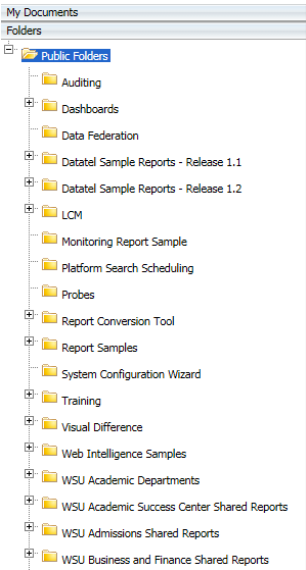 My Documents
Folders
Public Folders
Auditing
Dashboards
Data Federation
Datatel Sample Reports - Release 1.1
Datatel Sample Reports - Release 1.2
LCM
Monitoring Report Sample
Platform Search Scheduling
Probes
Report Conversion Tool
Report Samples
System Configuration Wizard
Training
Visual Difference
Web Intelligence Samples
WSU Academic Departments
WSU Academic Success Center Shared Reports
WSU Admissions Shared Reports
WSU Business and Finance Shared Reports